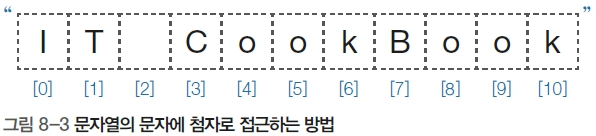 “ I T C o o k B o o k ”
[0] [1] [2] [3] [4] [5] [6] [7] [8] [9] [10]
그림 8-3 문자열의 문자에 첨자로 접근하는 방법